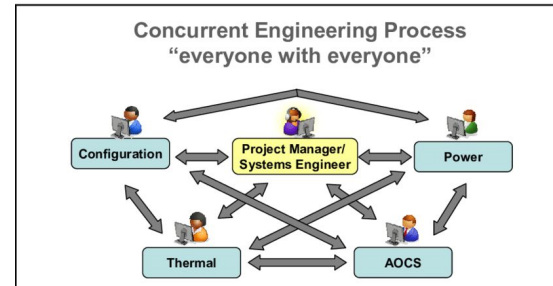 Concurrent Engineering Process
“everyone with everyone”
Configuration
Project Manager/
Systems Engineer
Power
Thermal
AOCS